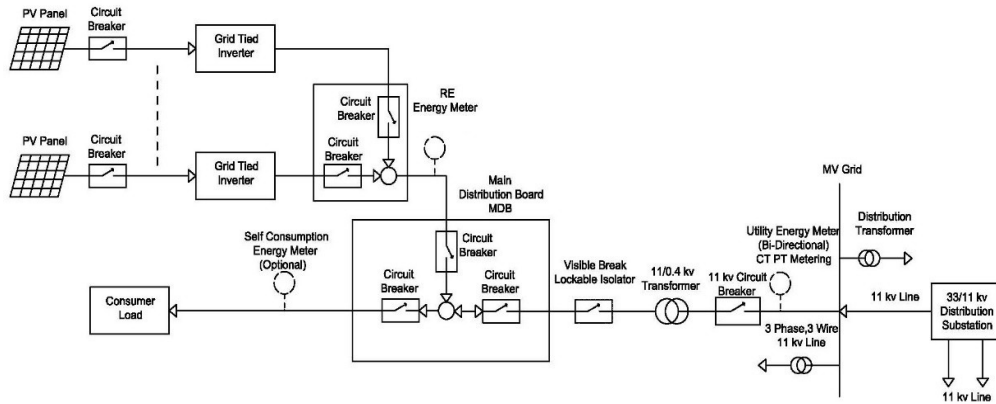 PV Panel
Circuit
Breaker
Grid Tied
Inverter
Circuit
Breaker
RE
Energy Meter
PV Panel
Circuit
Breaker
Grid Tied
Inverter
Circuit
Breaker
Main
Distribution Board
MDB
MV Grid
Self Consumption
Energy Meter
(Optional)
Circuit
Breaker
Utility Energy Meter
(Bi-Directional)
CT PT Metering
Distribution
Transformer
Consumer
Load
Circuit
Breaker
Circuit
Breaker
Visible Break
Lockable Isolator
11/0.4 kv
Transformer
11 kv Circuit
Breaker
11 kv Line
33/11 kv
Distribution
Substation
3 Phase,3 Wire
11 kv Line
11 kv Line